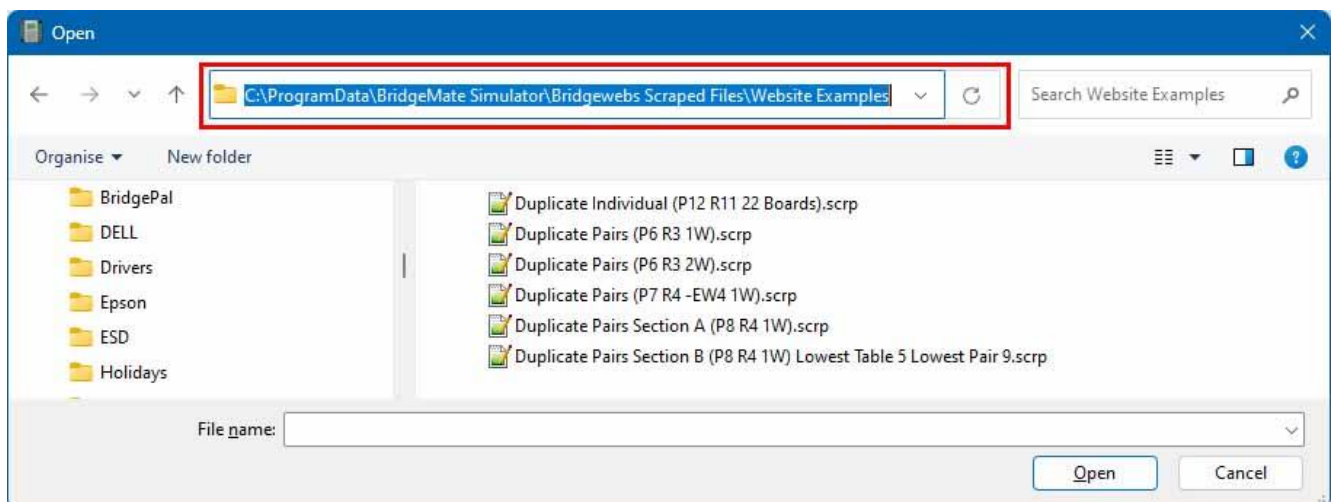 Open
C:\ProgramData\BridgeMate Simulator\Bridgewebs Scraped Files\Website Examples
Search Website Examples
Organise
New folder
BridgePal
DELL
Drivers
Epson
ESD
Holidays
Duplicate Individual (P12 R11 22 Boards).scrp
Duplicate Pairs (P6 R3 1W).scrp
Duplicate Pairs (P6 R3 2W).scrp
Duplicate Pairs (P7 R4 -EW4 1W).scrp
Duplicate Pairs Section A (P8 R4 1W).scrp
Duplicate Pairs Section B (P8 R4 1W) Lowest Table 5 Lowest Pair 9.scrp
File name:
Open
Cancel